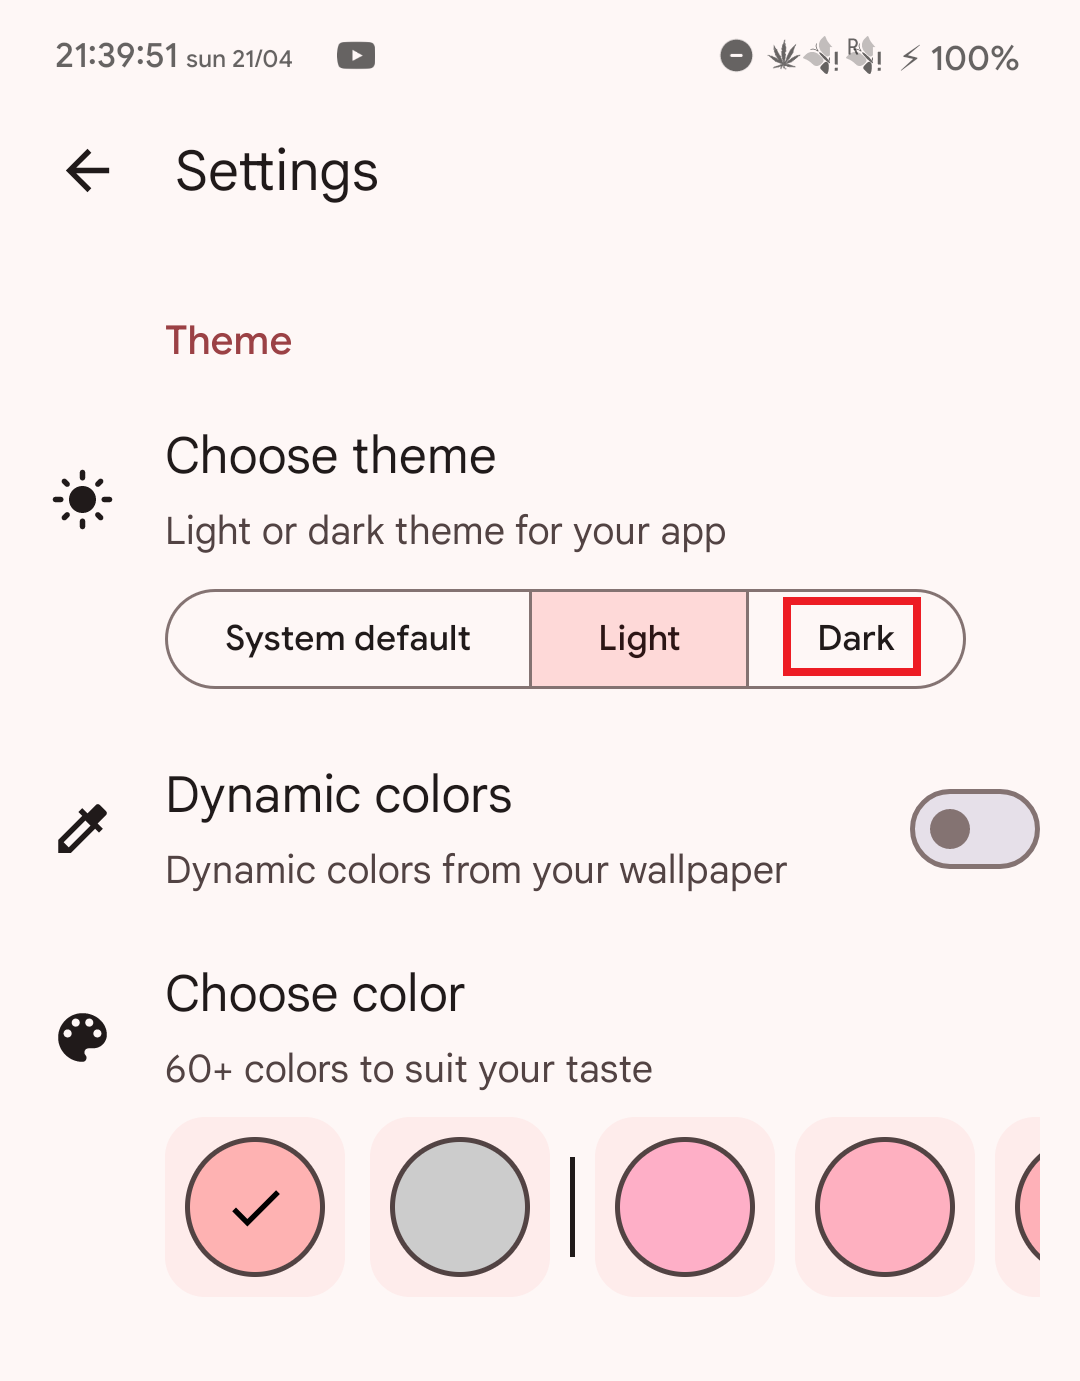 21:39:51 sun 21/04
R ! ! 100%
Settings
Theme
Choose theme
Light or dark theme for your app
System default Light Dark
Dynamic colors
Dynamic colors from your wallpaper
Choose color
60+ colors to suit your taste